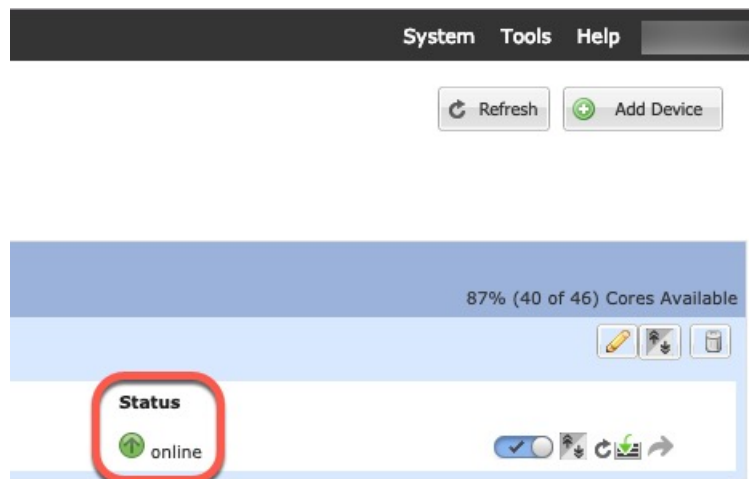 System Tools Help
Refresh Add Device
87% (40 of 46) Cores Available
Status
online